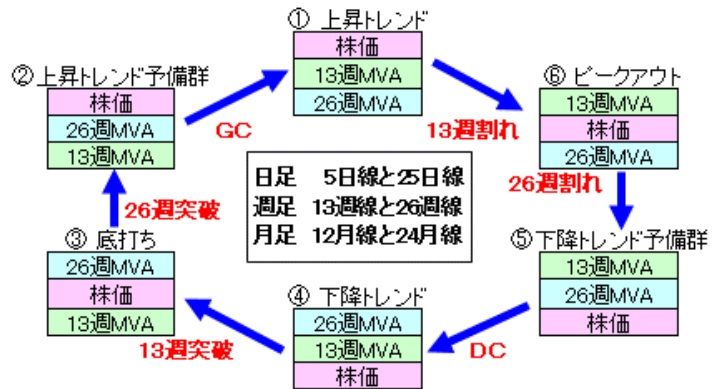 ① 上昇トレンド
株価
13週MVA
26週MVA
② 上昇トレンド予備群
株価
26週MVA
13週MVA
⑥ ピークアウト
13週MVA
株価
26週MVA
GC
13週割れ
日足 5日線と25日線
週足 13週線と26週線
月足 12月線と24月線
26週突破
26週割れ
③ 底打ち
26週MVA
株価
13週MVA
⑤下降トレンド予備群
13週MVA
26週MVA
株価
④ 下降トレンド
26週MVA
13週MVA
株価
13週突破
DC